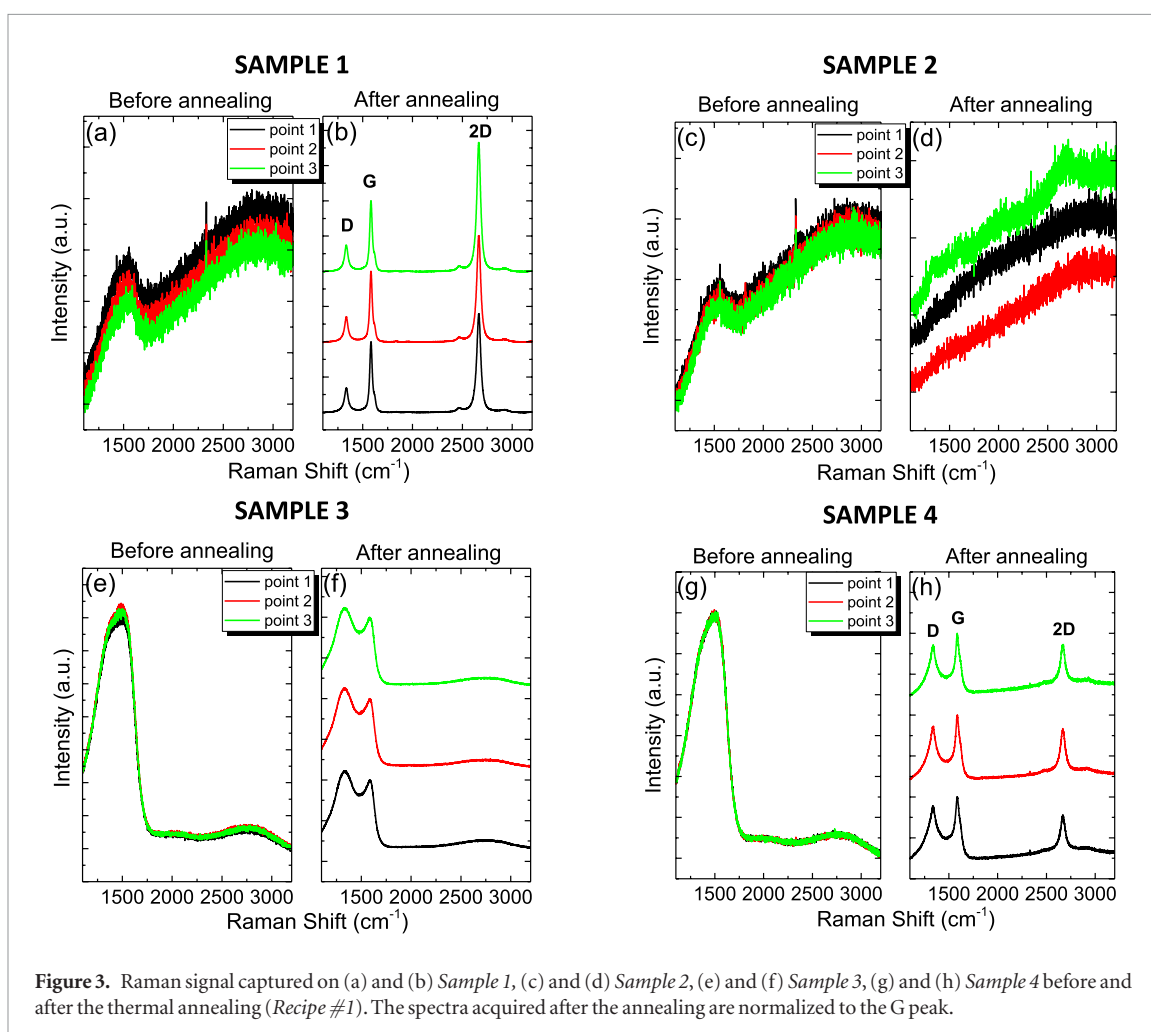 SAMPLE 1
Before annealing
After annealing
(a)
point 1
point 2
point 3
(b)
D
G
2D
Intensity (a.u.)
1500 2000 2500 3000
1500 2000 2500 3000
Raman Shift (cm-1)
SAMPLE 2
Before annealing
After annealing
(c)
point 1
point 2
point 3
(d)
Intensity (a.u.)
1500 2000 2500 3000
1500 2000 2500 3000
Raman Shift (cm-1)
SAMPLE 3
Before annealing
After annealing
(e)
point 1
point 2
point 3
(f)
Intensity (a.u.)
1500 2000 2500 3000
1500 2000 2500 3000
Raman Shift (cm-1)
SAMPLE 4
Before annealing
After annealing
(g)
point 1
point 2
point 3
(h)
D
G
2D
Intensity (a.u.)
1500 2000 2500 3000
1500 2000 2500 3000
Raman Shift (cm-1)
Figure 3. Raman signal captured on (a) and (b) Sample 1, (c) and (d) Sample 2, (e) and (f) Sample 3, (g) and (h) Sample 4 before and
after the thermal annealing (Recipe #1). The spectra acquired after the annealing are normalized to the G peak.